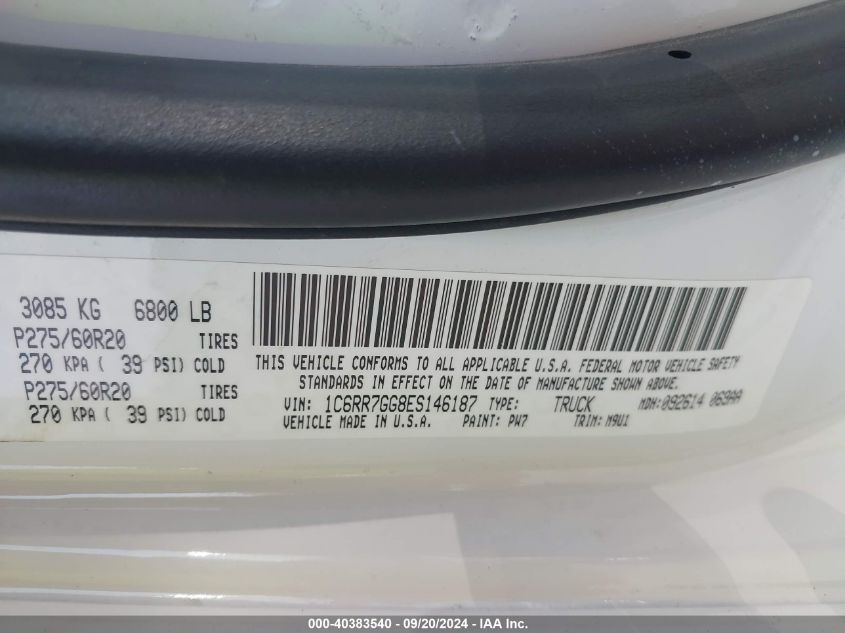 3085 KG 6800 LB
P275/60R20 TIRES
270 KPA ( 39 PSI) COLD
P275/60R20 TIRES
270 KPA ( 39 PSI) COLD
THIS VEHICLE CONFORMS TO ALL APPLICABLE U.S.A. FEDERAL MOTOR VEHICLE SAFETY
STANDARDS IN EFFECT ON THE DATE OF MANUFACTURE SHOWN ABOVE.
VIN: 1C6RR7GG8ES146187 TYPE: TRUCK MDH:092614 069AA
VEHICLE MADE IN U.S.A. PAINT: PW7 TRIM: M9U1
000-40383540 - 09/20/2024 - IAA Inc.